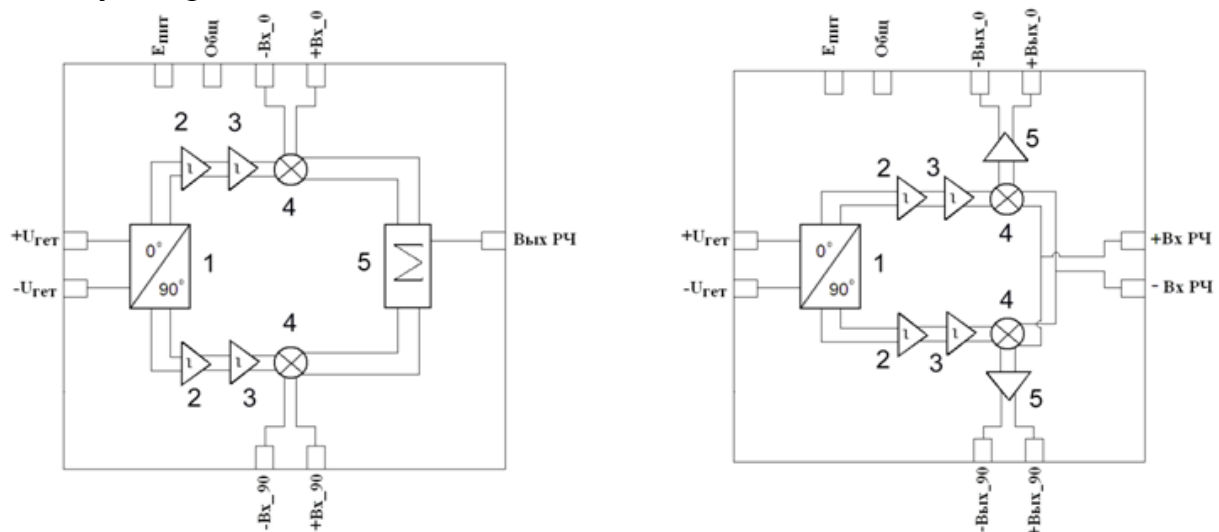 Eпит
Общ
-Вх_0
+Вх_0
2
3
4
+Uгет
-Uгет
0°
90°
1
5
Σ
Вых РЧ
4
2
3
-Вх_90
+Вх_90
Eпит
Общ
-Вых_0
+Вых_0
5
2
3
4
+Uгет
-Uгет
0°
90°
1
+Вх РЧ
- Вх РЧ
4
2
3
5
-Вых_90
+Вых_90